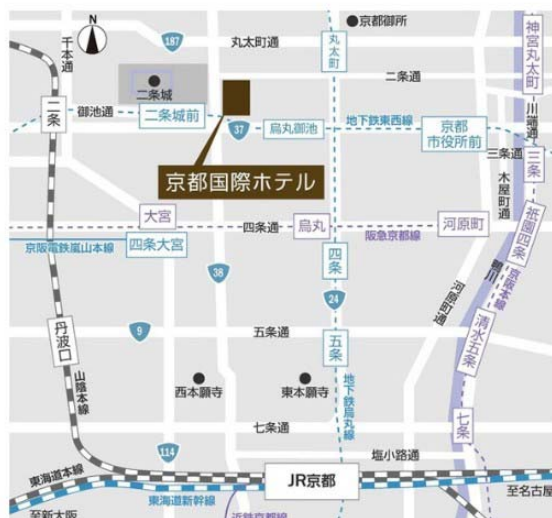 N
187
京都御所
丸太町通
丸太町
神宮丸太町
千本通
二条城
二条通
川端通
二条
御池通
二条城前
37
烏丸御池
地下鉄東西線
京都
市役所前
三条通
三条
木屋町通
京都国際ホテル
大宮
四条通
烏丸
阪急京都線
河原町
祇園四条
京阪電鉄嵐山本線
四条大宮
四条
鴨川
京阪本線
38
24
河原町通
清水五条
9
五条通
五条
丹波口
山陰本線
西本願寺
東本願寺
地下鉄烏丸線
七条通
七条
塩小路通
114
JR京都
東海道本線
東海道新幹線
至新大阪
近鉄京都線
至名古屋